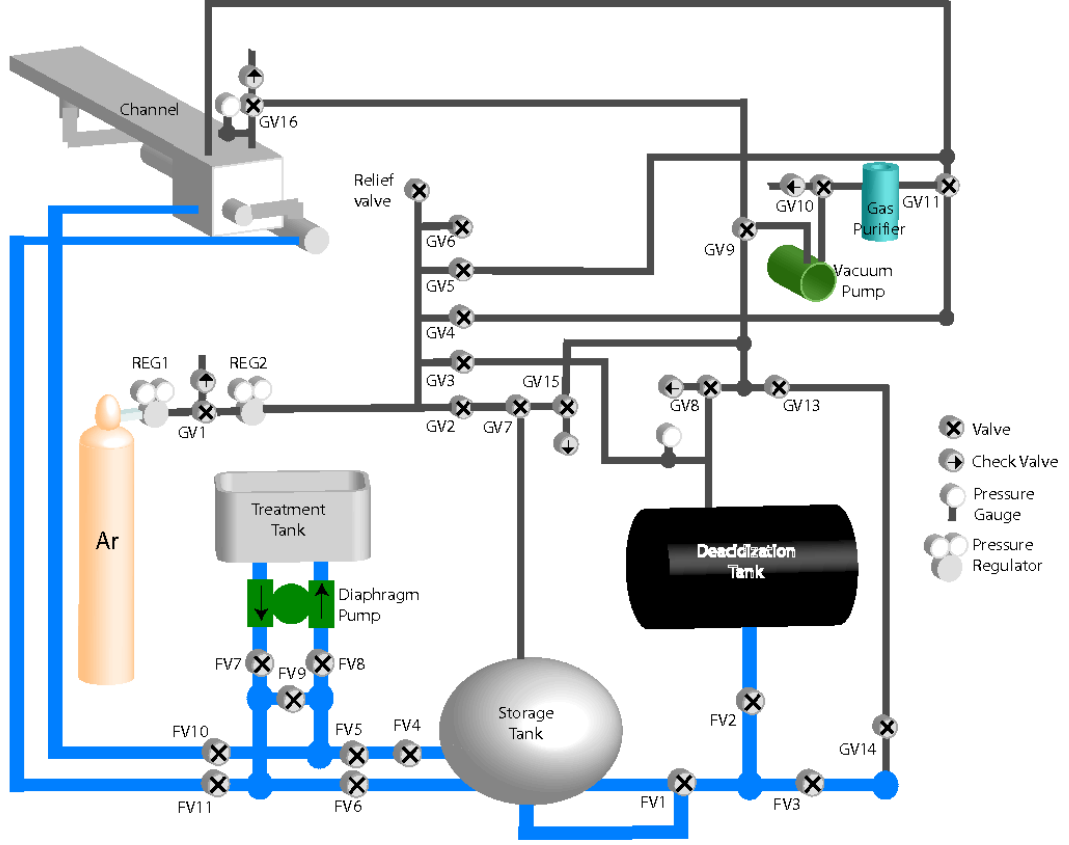 Channel
GV16
Relief
valve
GV6
GV5
GV4
GV3
GV2
GV7
GV15
GV9
GV10
Gas
Purifier
GV11
Vacuum
Pump
REG1
REG2
GV1
GV8
GV13
Valve
Check Valve
Pressure
Gauge
Pressure
Regulator
Ar
Treatment
Tank
Diaphragm
Pump
Deacidization
Tank
FV7
FV9
FV8
Storage
Tank
FV2
GV14
FV10
FV5
FV4
FV11
FV6
FV1
FV3